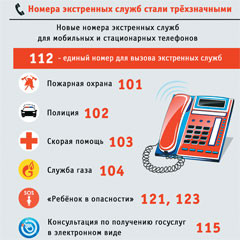 Номера экстренных служб стали трёхзначными
Новые номера экстренных служб
для мобильных и стационарных телефонов
112 - единый номер для вызова экстренных служб
Пожарная охрана 101
Полиция 102
Скорая помощь 103
Служба газа 104
SOS «Ребёнок в опасности» 121, 123
Консультация по получению госуслуг
в электронном виде 115